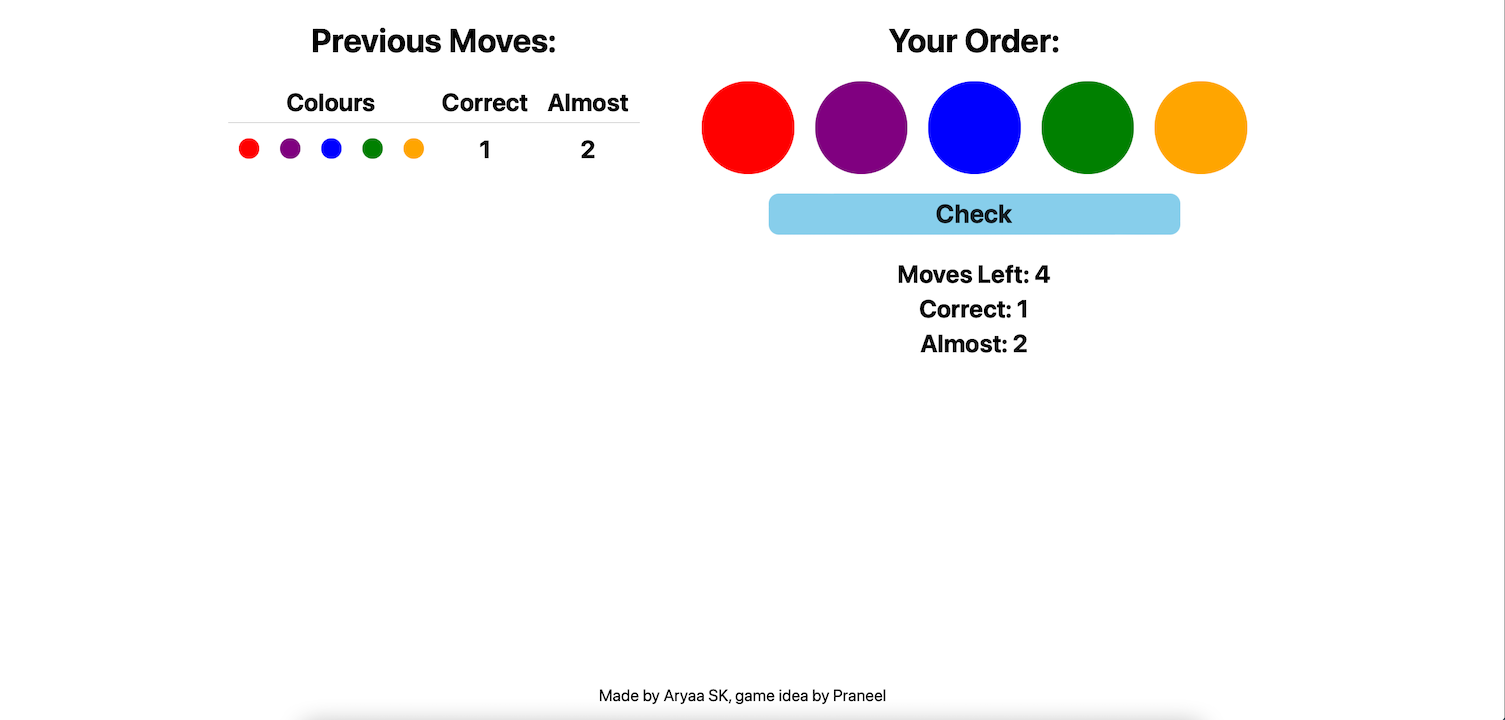 Previous Moves:
Colours Correct Almost
1 2
Your Order:
Check
Moves Left: 4
Correct: 1
Almost: 2
Made by Aryaa SK, game idea by Praneel